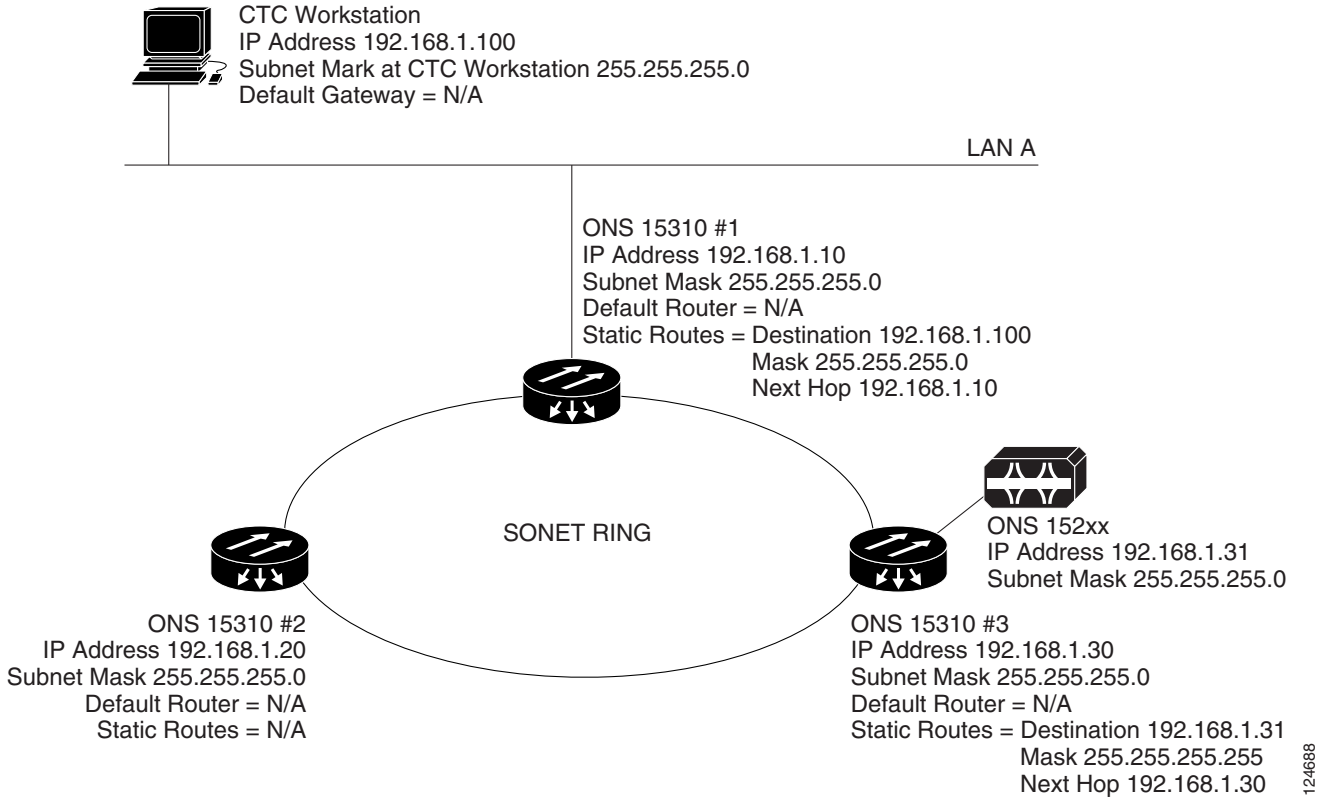 CTC Workstation
IP Address 192.168.1.100
Subnet Mark at CTC Workstation 255.255.255.0
Default Gateway = N/A
LAN A
ONS 15310 #1
IP Address 192.168.1.10
Subnet Mask 255.255.255.0
Default Router = N/A
Static Routes = Destination 192.168.1.100
Mask 255.255.255.0
Next Hop 192.168.1.10
SONET RING
ONS 152xx
IP Address 192.168.1.31
Subnet Mask 255.255.255.0
ONS 15310 #2
IP Address 192.168.1.20
Subnet Mask 255.255.255.0
Default Router = N/A
Static Routes = N/A
ONS 15310 #3
IP Address 192.168.1.30
Subnet Mask 255.255.255.0
Default Router = N/A
Static Routes = Destination 192.168.1.31
Mask 255.255.255.255
Next Hop 192.168.1.30
124688